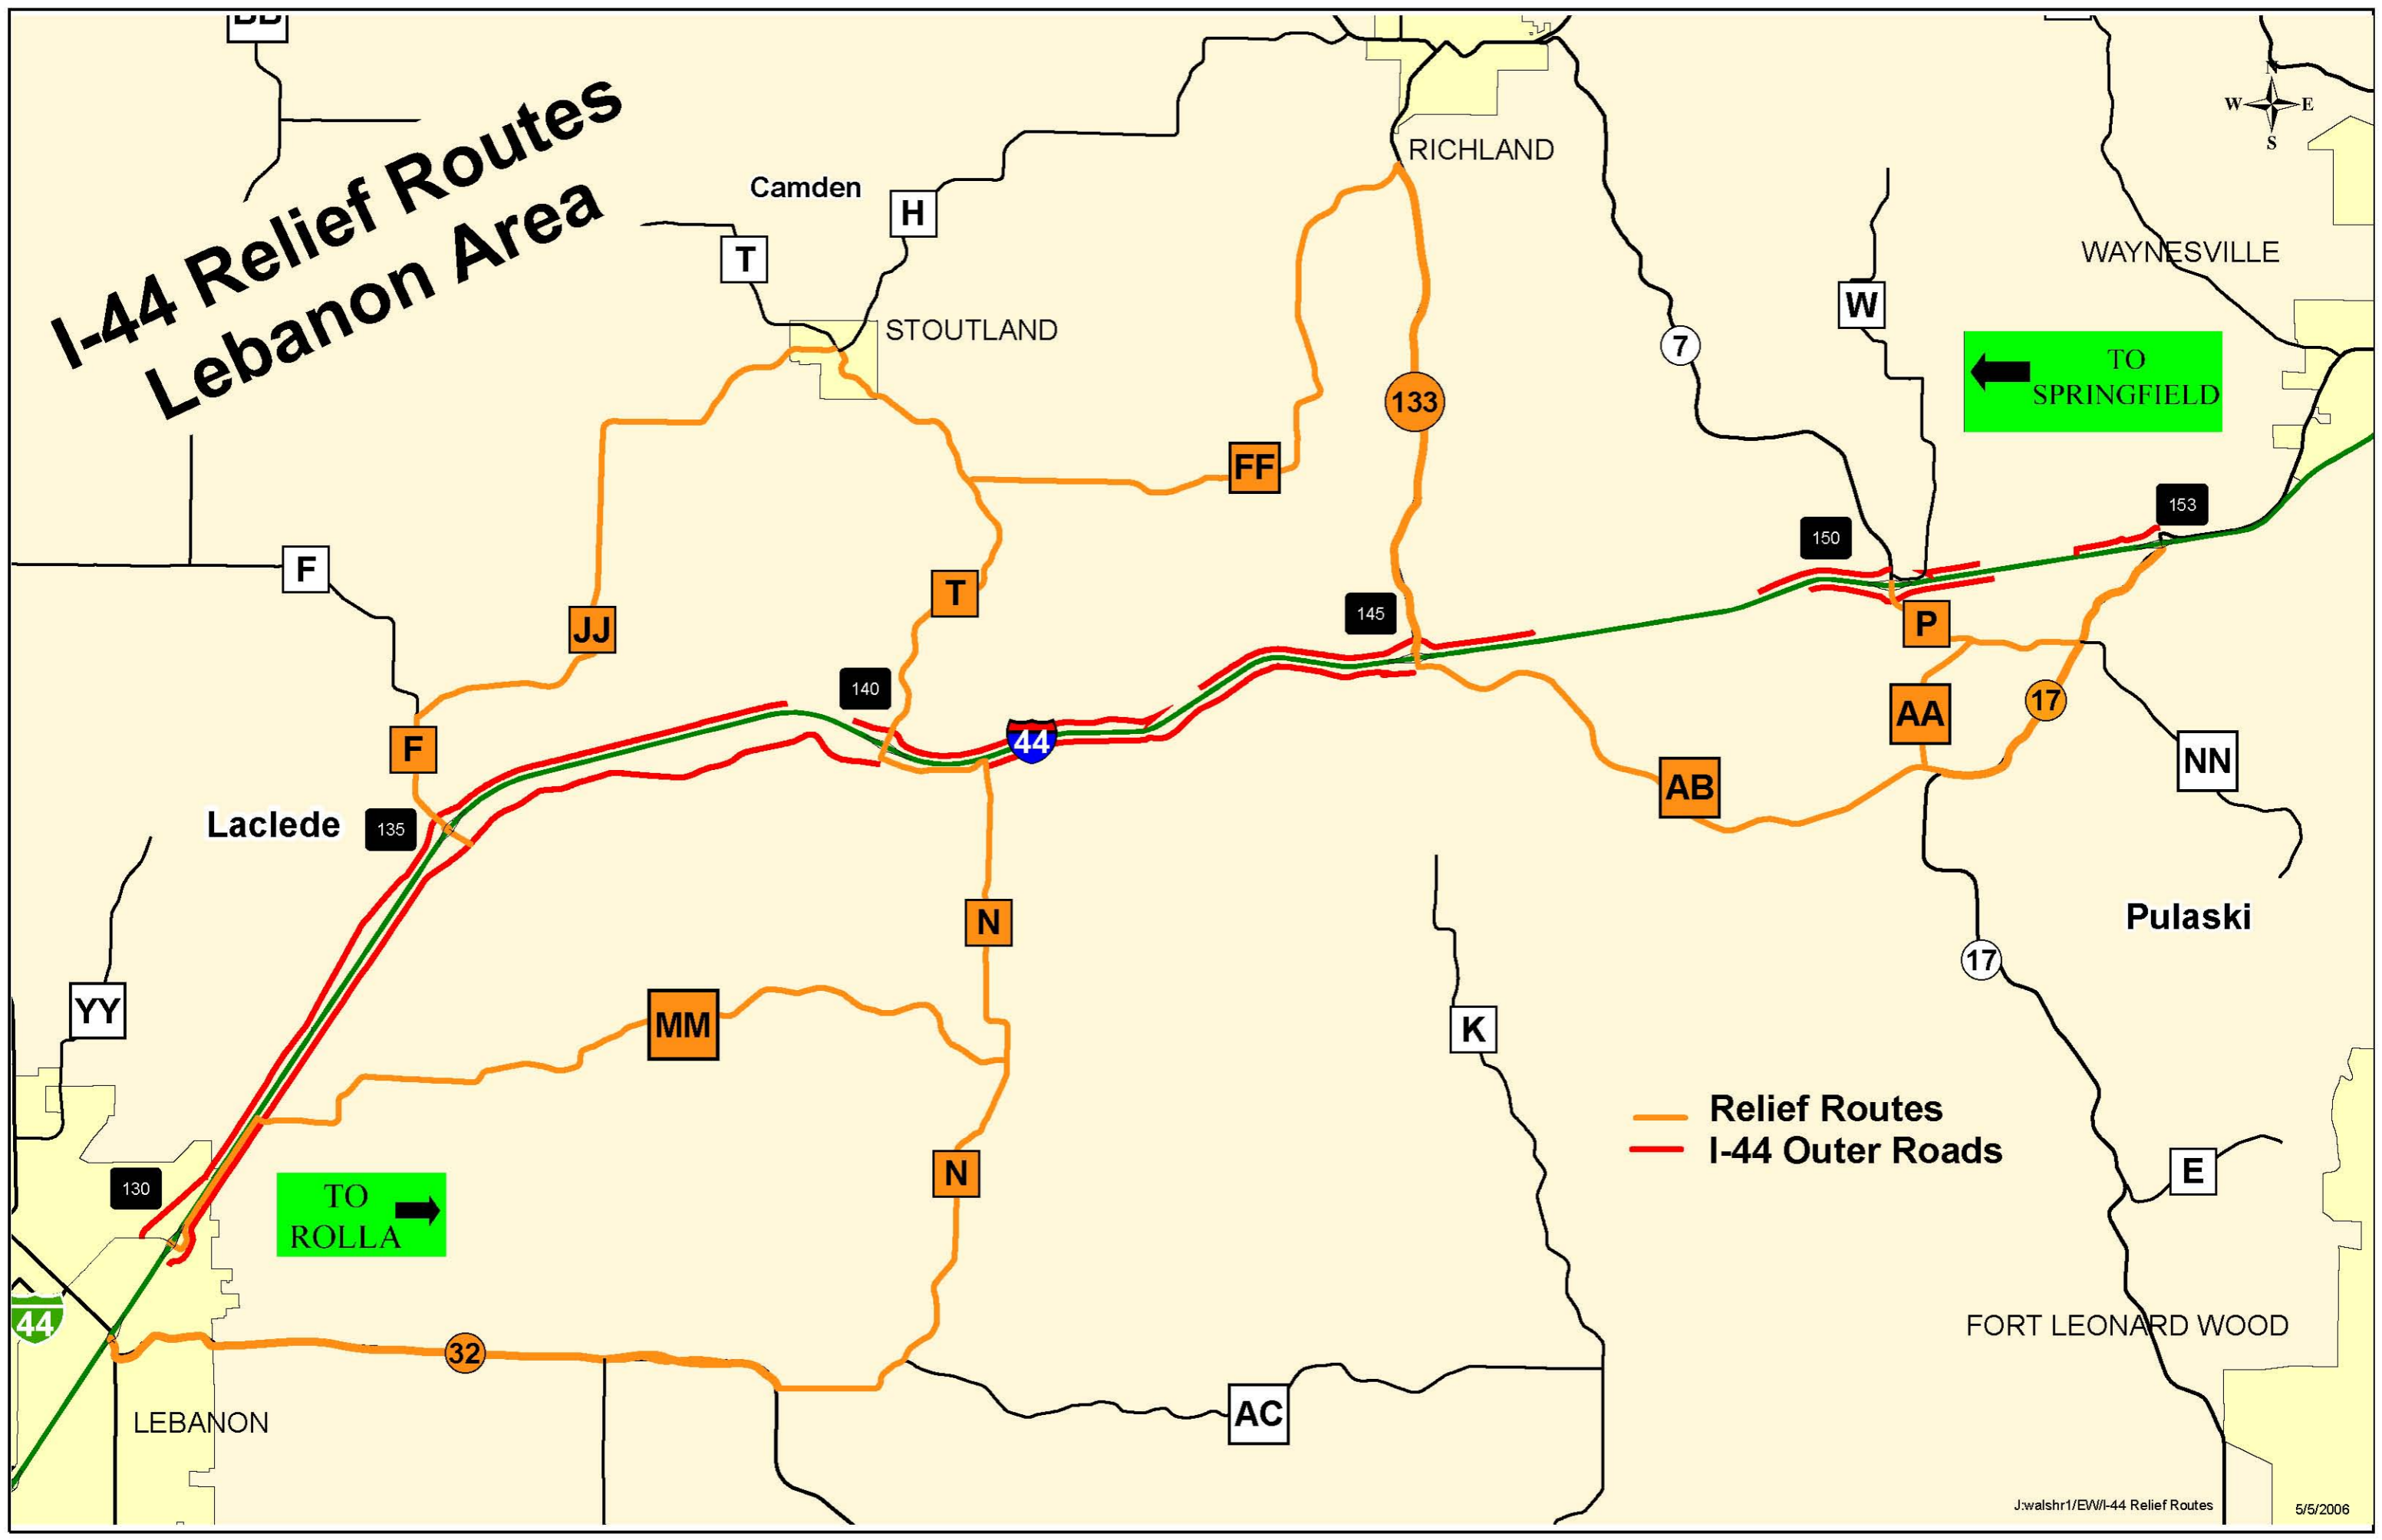 I-44 Relief Routes
Lebanon Area
N
W
E
S
RICHLAND
Camden
H
T
WAYNESVILLE
W
STOUTLAND
7
TO
SPRINGFIELD
133
FF
153
150
F
T
145
P
JJ
140
17
AA
44
F
NN
AB
Laclede
135
N
Pulaski
17
YY
MM
K
Relief Routes
I-44 Outer Roads
N
E
130
TO
ROLLA
44
32
FORT LEONARD WOOD
LEBANON
AC
J:walshr1/EW/I-44 Relief Routes
5/5/2006